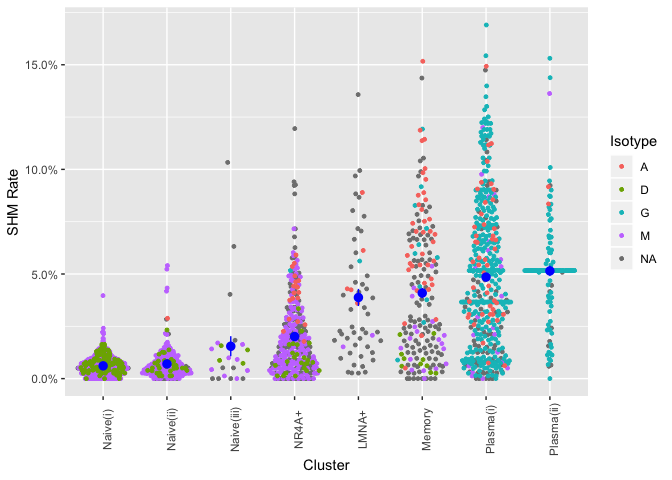 SHM Rate
15.0%
10.0%
5.0%
0.0%
Naive(i)
Naive(ii)
Naive(iii)
NR4A+
LMNA+
Memory
Plasma(i)
Plasma(ii)
Cluster
Isotype
A
D
G
M
NA